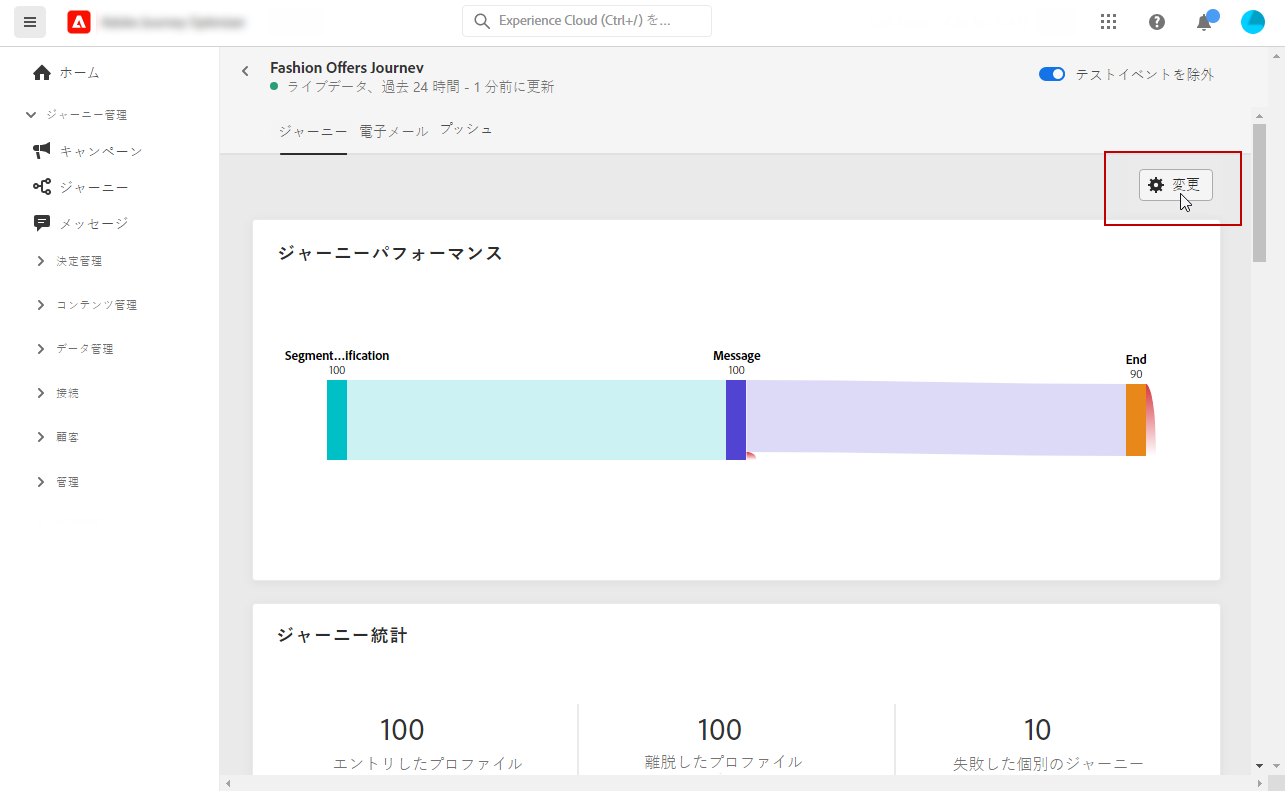 Experience Cloud (Ctrl+/) を...
ホーム
ジャーニー管理
キャンペーン
ジャーニー
メッセージ
決定管理
コンテンツ管理
データ管理
接続
顧客
管理
Fashion Offers Journev
ライブデータ、過去 24 時間 - 1 分前に更新
テストイベントを除外
ジャーニー 電子メール プッシュ
変更
ジャーニーパフォーマンス
Segment...ification
100
Message
100
End
90
ジャーニー統計
100
エントリしたプロファイル
100
離脱したプロファイル
10
失敗した個別のジャーニー